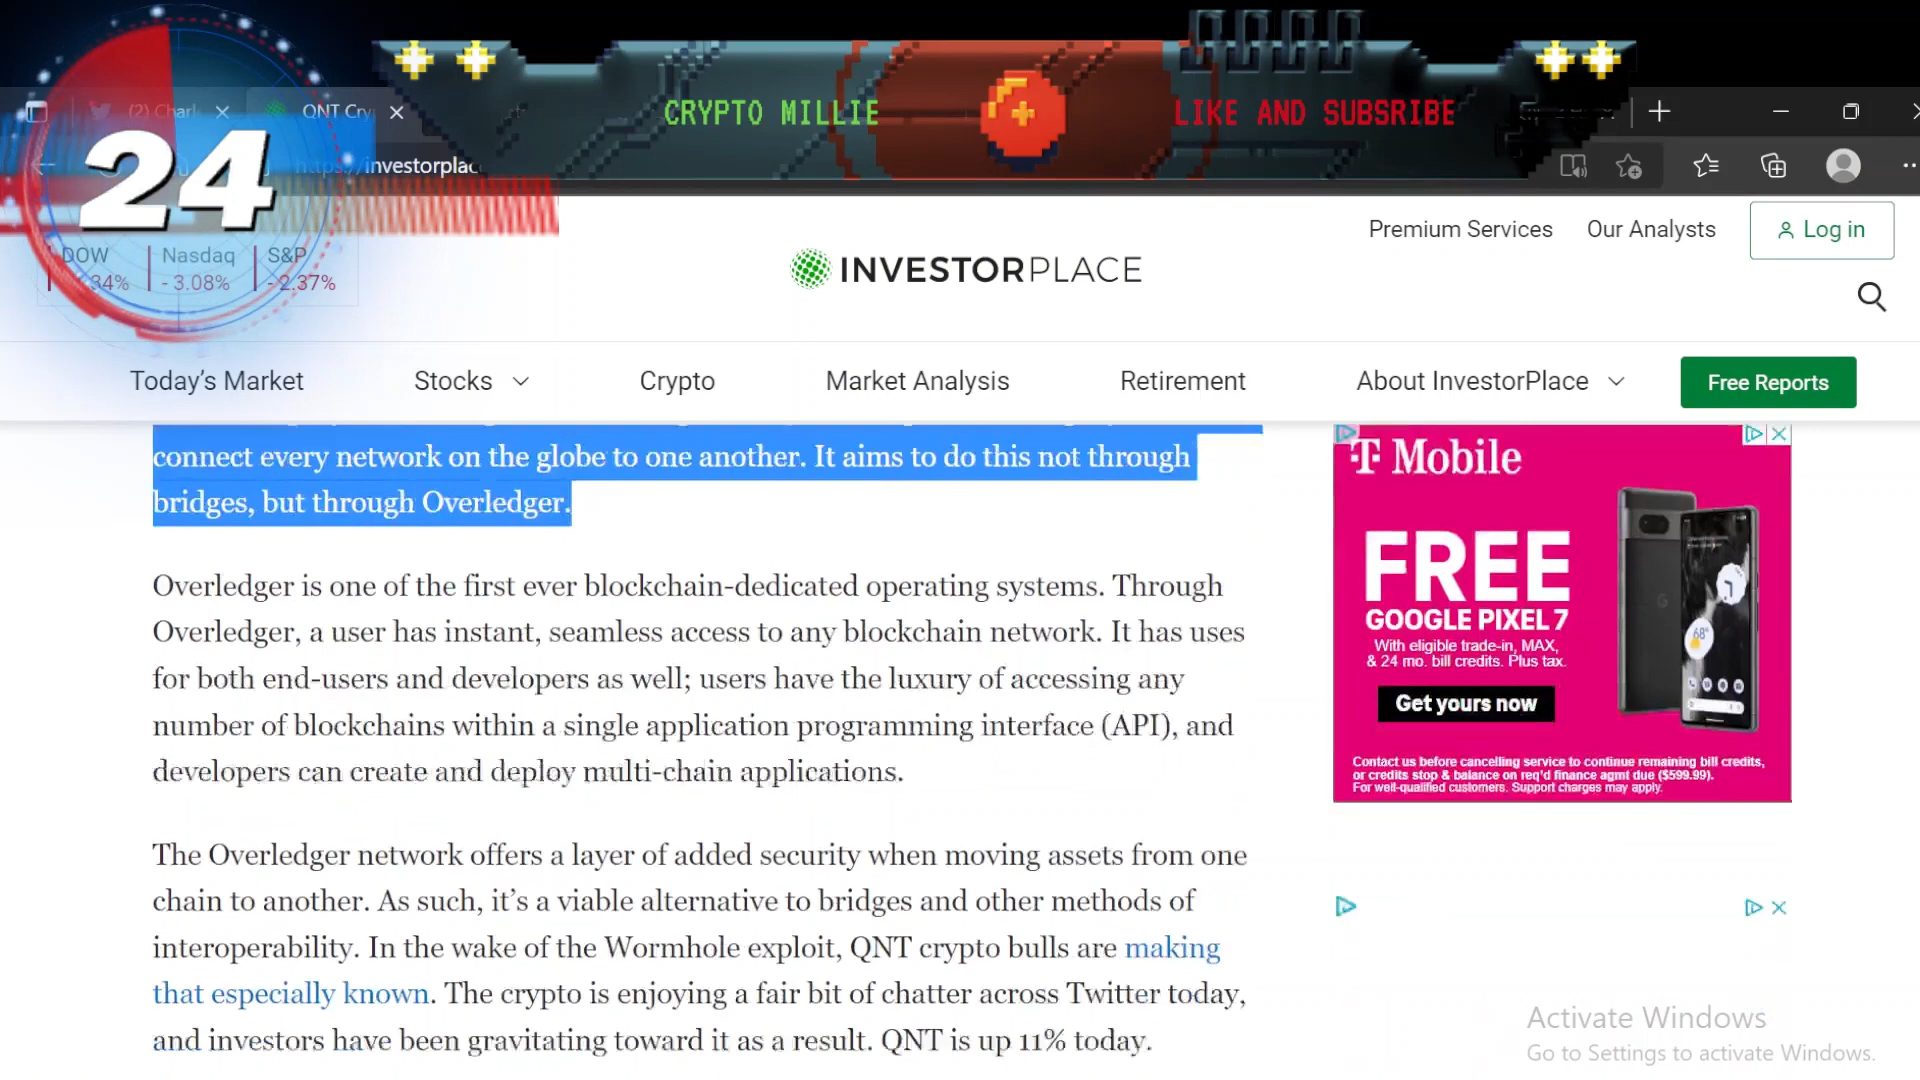 CRYPTO MILLIE
LIKE AND SUBSRIBE
(2) Charl
QNT Cry
24
investorplac
DOW
Nasdaq
S&P
34%
- 3.08%
- 2.37%
INVESTORPLACE
Premium Services
Our Analysts
Log in
Today's Market
Stocks
Crypto
Market Analysis
Retirement
About InvestorPlace
Free Reports
connect every network on the globe to one another. It aims to do this not through
bridges, but through Overledger.
Overledger is one of the first ever blockchain-dedicated operating systems. Through
Overledger, a user has instant, seamless access to any blockchain network. It has uses
for both end-users and developers as well; users have the luxury of accessing any
number of blockchains within a single application programming interface (API), and
developers can create and deploy multi-chain applications.
The Overledger network offers a layer of added security when moving assets from one
chain to another. As such, it's a viable alternative to bridges and other methods of
interoperability. In the wake of the Wormhole exploit, QNT crypto bulls are making
that especially known. The crypto is enjoying a fair bit of chatter across Twitter today,
and investors have been gravitating toward it as a result. QNT is up 11% today.
T Mobile
FREE
GOOGLE PIXEL 7
With eligible trade-in, MAX,
& 24 mo. bill credits. Plus tax.
Get yours now
Contact us before cancelling service to continue remaining bill credits,
or credits stop & balance on req'd finance agmt due ($599.99).
For well-qualified customers. Support charges may apply.
Activate Windows
Go to Settings to activate Windows.